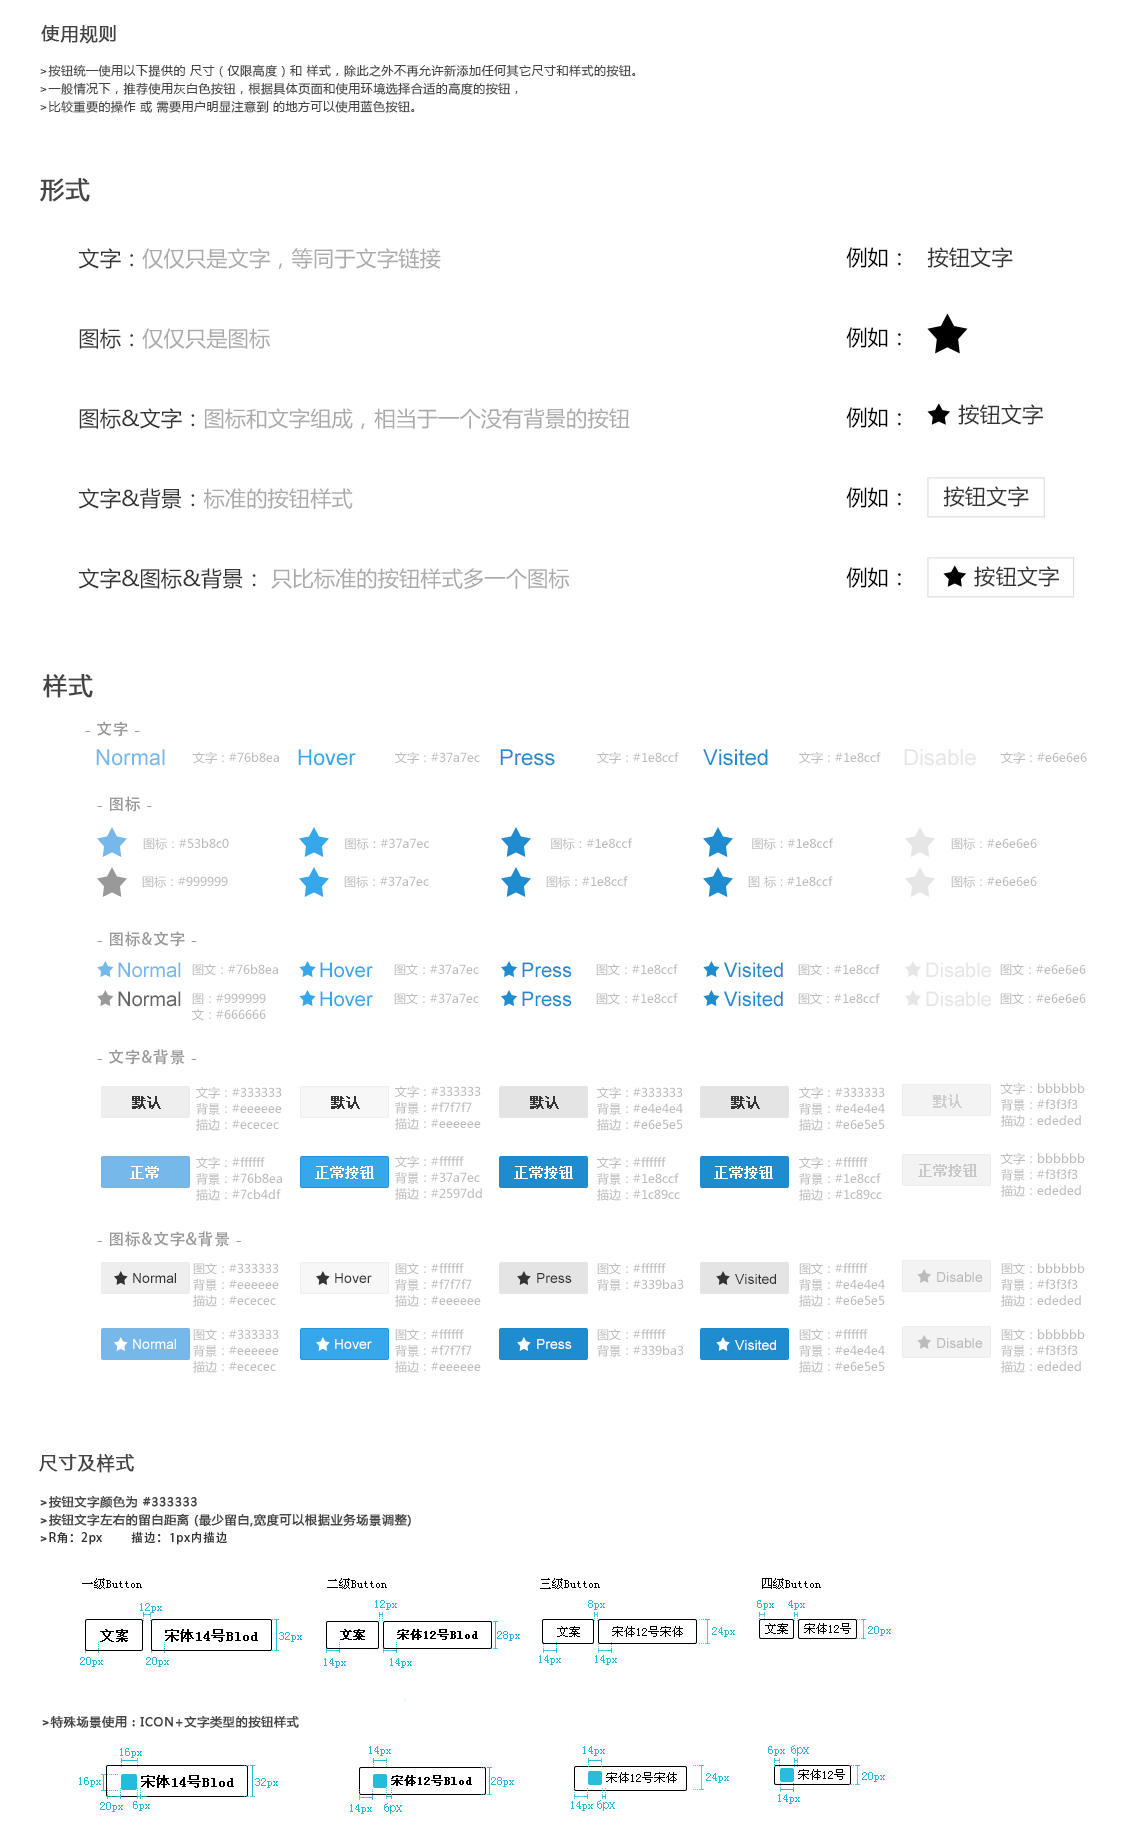 使用规则
>按钮统一使用以下提供的 尺寸（仅限高度）和 样式，除此之外不再允许新添加任何其它尺寸和样式的按钮。
>一般情况下，推荐使用灰白色按钮，根据具体页面和使用环境选择合适的高度的按钮，
>比较重要的操作 或 需要用户明显注意到 的地方可以使用蓝色按钮。
形式
文字：仅仅只是文字，等同于文字链接 例如： 按钮文字
图标：仅仅只是图标 例如：
图标&文字：图标和文字组成，相当于一个没有背景的按钮 例如： 按钮文字
文字&背景：标准的按钮样式 例如： 按钮文字
文字&图标&背景： 只比标准的按钮样式多一个图标 例如： 按钮文字
样式
- 文字 -
Normal 文字：#76b8ea Hover 文字：#37a7ec Press 文字：#1e8ccf Visited 文字：#1e8ccf Disable 文字：#e6e6e6
- 图标 -
图标：#53b8c0 图标：#37a7ec 图标：#1e8ccf 图标：#1e8ccf 图标：#e6e6e6
图标：#999999 图标：#37a7ec 图标：#1e8ccf 图 标：#1e8ccf 图标：#e6e6e6
- 图标&文字 -
Normal 图文：#76b8ea Hover 图文：#37a7ec Press 图文：#1e8ccf Visited 图文：#1e8ccf Disable 图文：#e6e6e6
Normal 图：#999999 Hover 图文：#37a7ec Press 图文：#1e8ccf Visited 图文：#1e8ccf Disable 图文：#e6e6e6
文：#666666
- 文字&背景 -
文字：#333333 文字：#333333 文字：#333333 文字：#333333 文字：bbbbbb
默认 背景：#eeeeee 默认 背景：#f7f7f7 默认 背景：#e4e4e4 默认 背景：#e4e4e4 默认 背景：#f3f3f3
描边：#ececec 描边：#eeeeee 描边：#e6e5e5 描边：#e6e5e5 描边：ededed
文字：#ffffff 文字：#ffffff 文字：#ffffff 文字：#ffffff 文字：bbbbbb
正常 背景：#76b8ea 正常按钮 背景：#37a7ec 正常按钮 背景：#1e8ccf 正常按钮 背景：#1e8ccf 正常按钮 背景：#f3f3f3
描边：#7cb4df 描边：#2597dd 描边：#1c89cc 描边：#1c89cc 描边：ededed
- 图标&文字&背景 -
图文：#333333 图文：#ffffff 图文：#ffffff 图文：#ffffff 图文：bbbbbb
Normal 背景：#eeeeee Hover 背景：#f7f7f7 Press 背景：#339ba3 Visited 背景：#e4e4e4 Disable 背景：#f3f3f3
描边：#ececec 描边：#eeeeee 描边：#e6e5e5 描边：ededed
图文：#333333 图文：#ffffff 图文：#ffffff 图文：#ffffff 图文：bbbbbb
Normal 背景：#eeeeee Hover 背景：#f7f7f7 Press 背景：#339ba3 Visited 背景：#e4e4e4 Disable 背景：#f3f3f3
描边：#ececec 描边：#eeeeee 描边：#e6e5e5 描边：ededed
尺寸及样式
>按钮文字颜色为 #333333
>按钮文字左右的留白距离 (最少留白,宽度可以根据业务场景调整)
>R角：2px 描边：1px内描边
一级Button 二级Button 三级Button 四级Button
12px 12px 8px 6px 4px
文案 宋体14号Blod 32px 文案 宋体12号Blod 28px 文案 宋体12号宋体 24px 文案 宋体12号 20px
20px 20px 14px 14px 14px 14px
>特殊场景使用：ICON+文字类型的按钮样式
16px 14px 14px 6px 6pX
16px 宋体14号Blod 32px 宋体12号Blod 28px 宋体12号宋体 24px 宋体12号 20px
20px 6px 14px 6pX 14px 6pX 14px